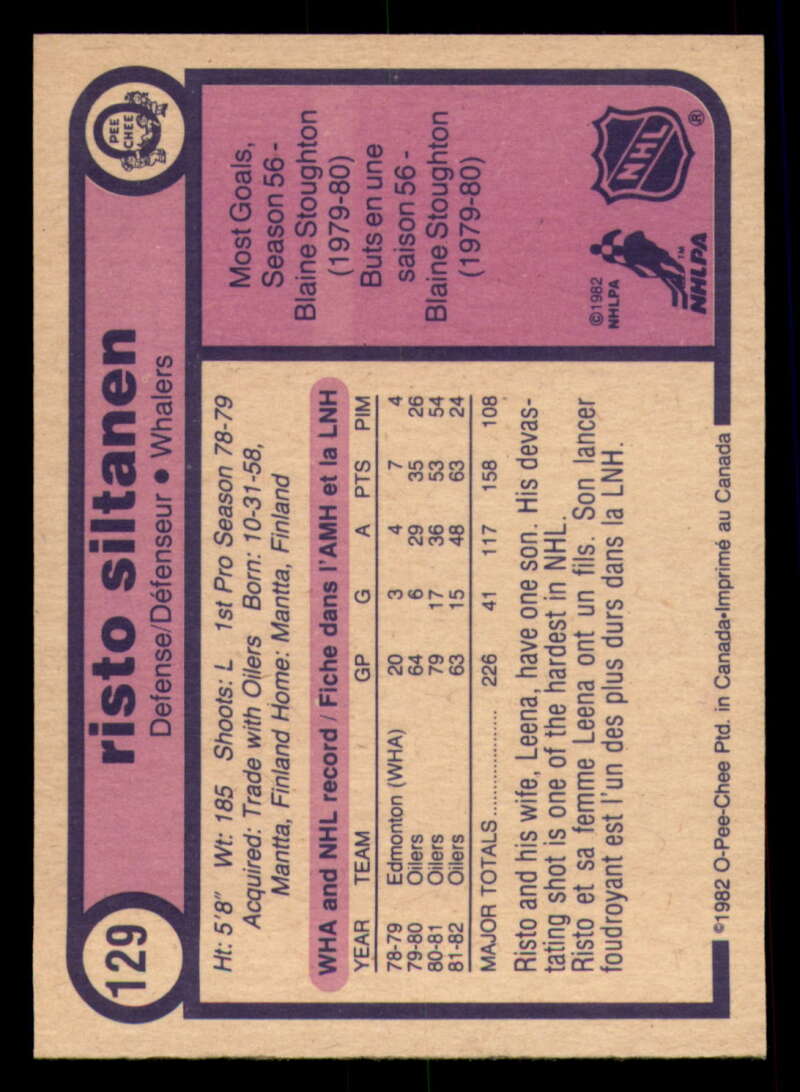 129
risto siltanen
Defense/Défenseur • Whalers
O
PEE
CHEE
Ht: 5'8" Wt: 185 Shoots: L 1st Pro Season 78-79
Acquired: Trade with Oilers Born: 10-31-58,
Mantta, Finland Home: Mantta, Finland
WHA and NHL record / Fiche dans l'AMH et la LNH
YEAR TEAM GP G A PTS PIM
78-79 Edmonton (WHA) 20 3 4 7 4
79-80 Oilers 64 6 29 35 26
80-81 Oilers 79 17 36 53 54
81-82 Oilers 63 15 48 63 24
MAJOR TOTALS .................... 226 41 117 158 108
Risto and his wife, Leena, have one son. His devas-
tating shot is one of the hardest in NHL.
Risto et sa femme Leena ont un fils. Son lancer
foudroyant est l'un des plus durs dans la LNH.
Most Goals,
Season 56 -
Blaine Stoughton
(1979-80)
Buts en une
saison 56 -
Blaine Stoughton
(1979-80)
©1982
NHLPA
NHLPA
™
NHL
®
©1982 O-Pee-Chee Ptd. in Canada•Imprimé au Canada